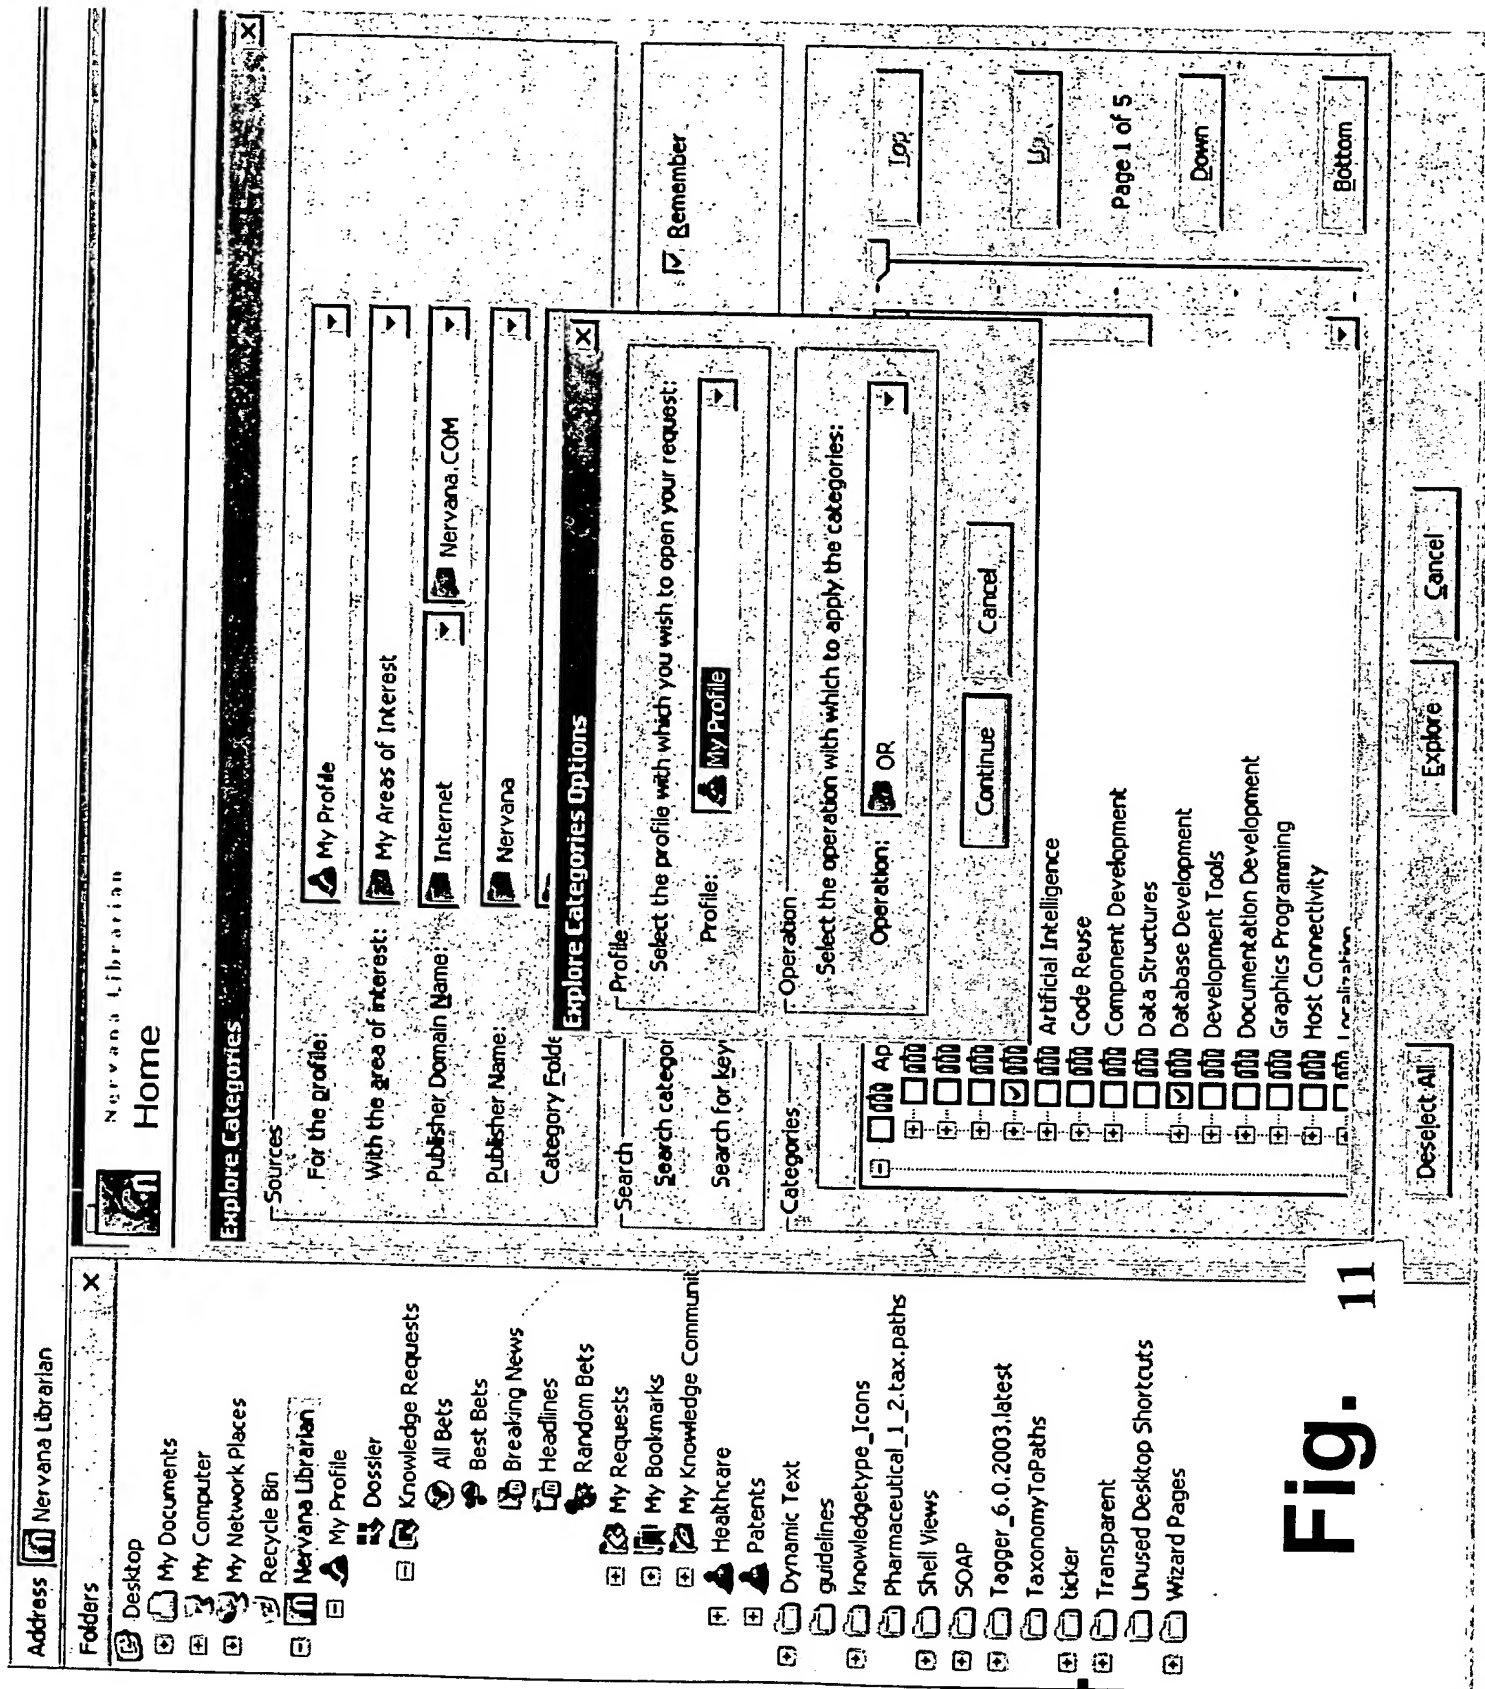 Address Nervana Librarian
Folders ×
Desktop
My Documents
My Computer
My Network Places
Recycle Bin
Nervana Librarian
My Profile
Dossier
Knowledge Requests
All Bets
Best Bets
Breaking News
Headlines
Random Bets
My Requests
My Bookmarks
My Knowledge Communit
Healthcare
Patents
Dynamic Text
guidelines
knowledgetype_Icons
Pharmaceutical_1_2.tax.paths
Shell Views
SOAP
Tagger_6.0.2003.latest
TaxonomyToPaths
ticker
Transparent
Unused Desktop Shortcuts
Wizard Pages
Nervana Librarian
Home
Explore Categories
Sources
For the profile: My Profile
With the area of interest: My Areas of Interest
Publisher Domain Name: Internet Nervana.COM
Publisher Name: Nervana
Category Folde
Search
Search categor
Search for key
Remember
Explore Categories Options
Profile
Select the profile with which you wish to open your request:
Profile: My Profile
Operation
Select the operation with which to apply the categories:
Operation: OR
Continue Cancel
Categories
Ap
Artificial Intelligence
Code Reuse
Component Development
Data Structures
Database Development
Development Tools
Documentation Development
Graphics Programming
Host Connectivity
Localization
Top
Up
Page 1 of 5
Down
Bottom
Deselect All Explore Cancel
Fig. 11